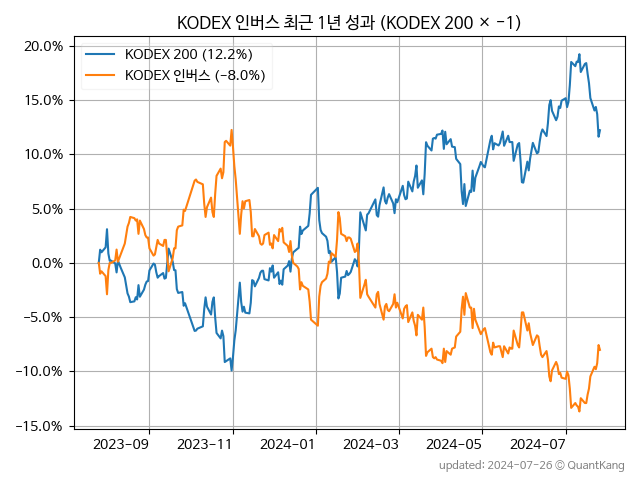 KODEX 인버스 최근 1년 성과 (KODEX 200 × -1)
20.0%
15.0%
10.0%
5.0%
0.0%
-5.0%
-10.0%
-15.0%
KODEX 200 (12.2%)
KODEX 인버스 (-8.0%)
2023-09 2023-11 2024-01 2024-03 2024-05 2024-07
updated: 2024-07-26 © QuantKang